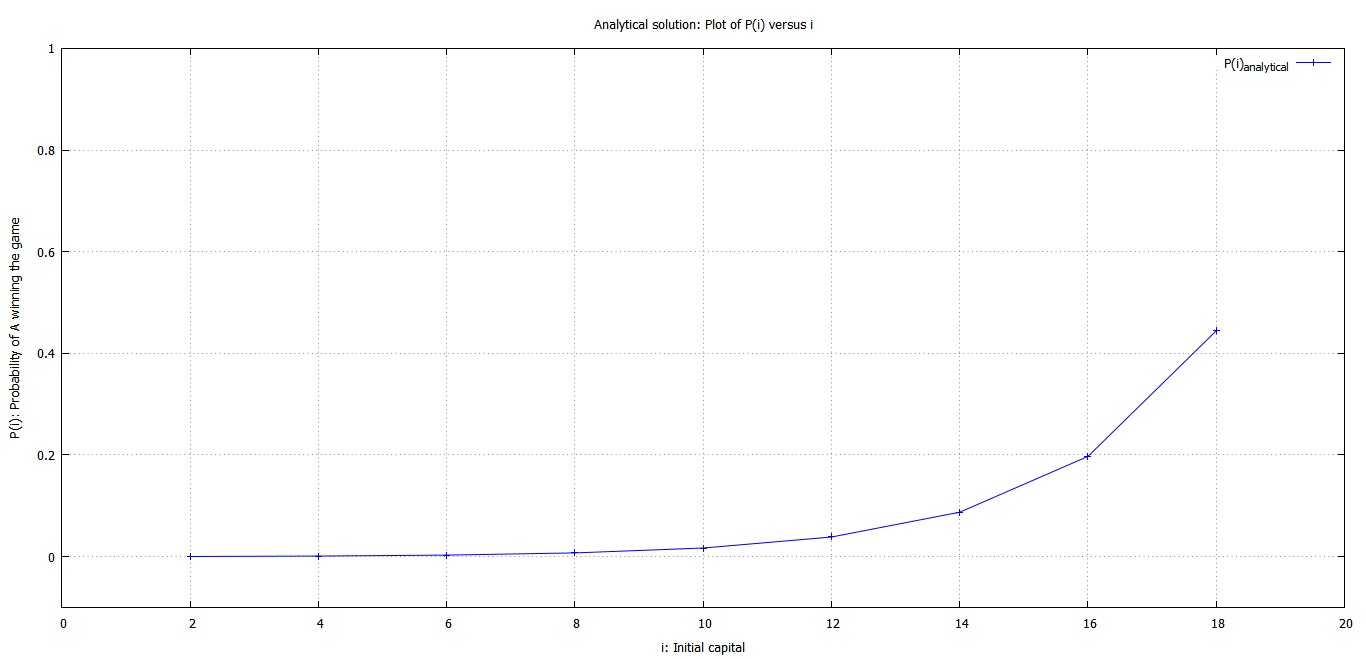 Analytical solution: Plot of P(i) versus i
P(i)analytical
1
0.8
0.6
0.4
0.2
0
P(i): Probability of A winning the game
0 2 4 6 8 10 12 14 16 18 20
i: Initial capital